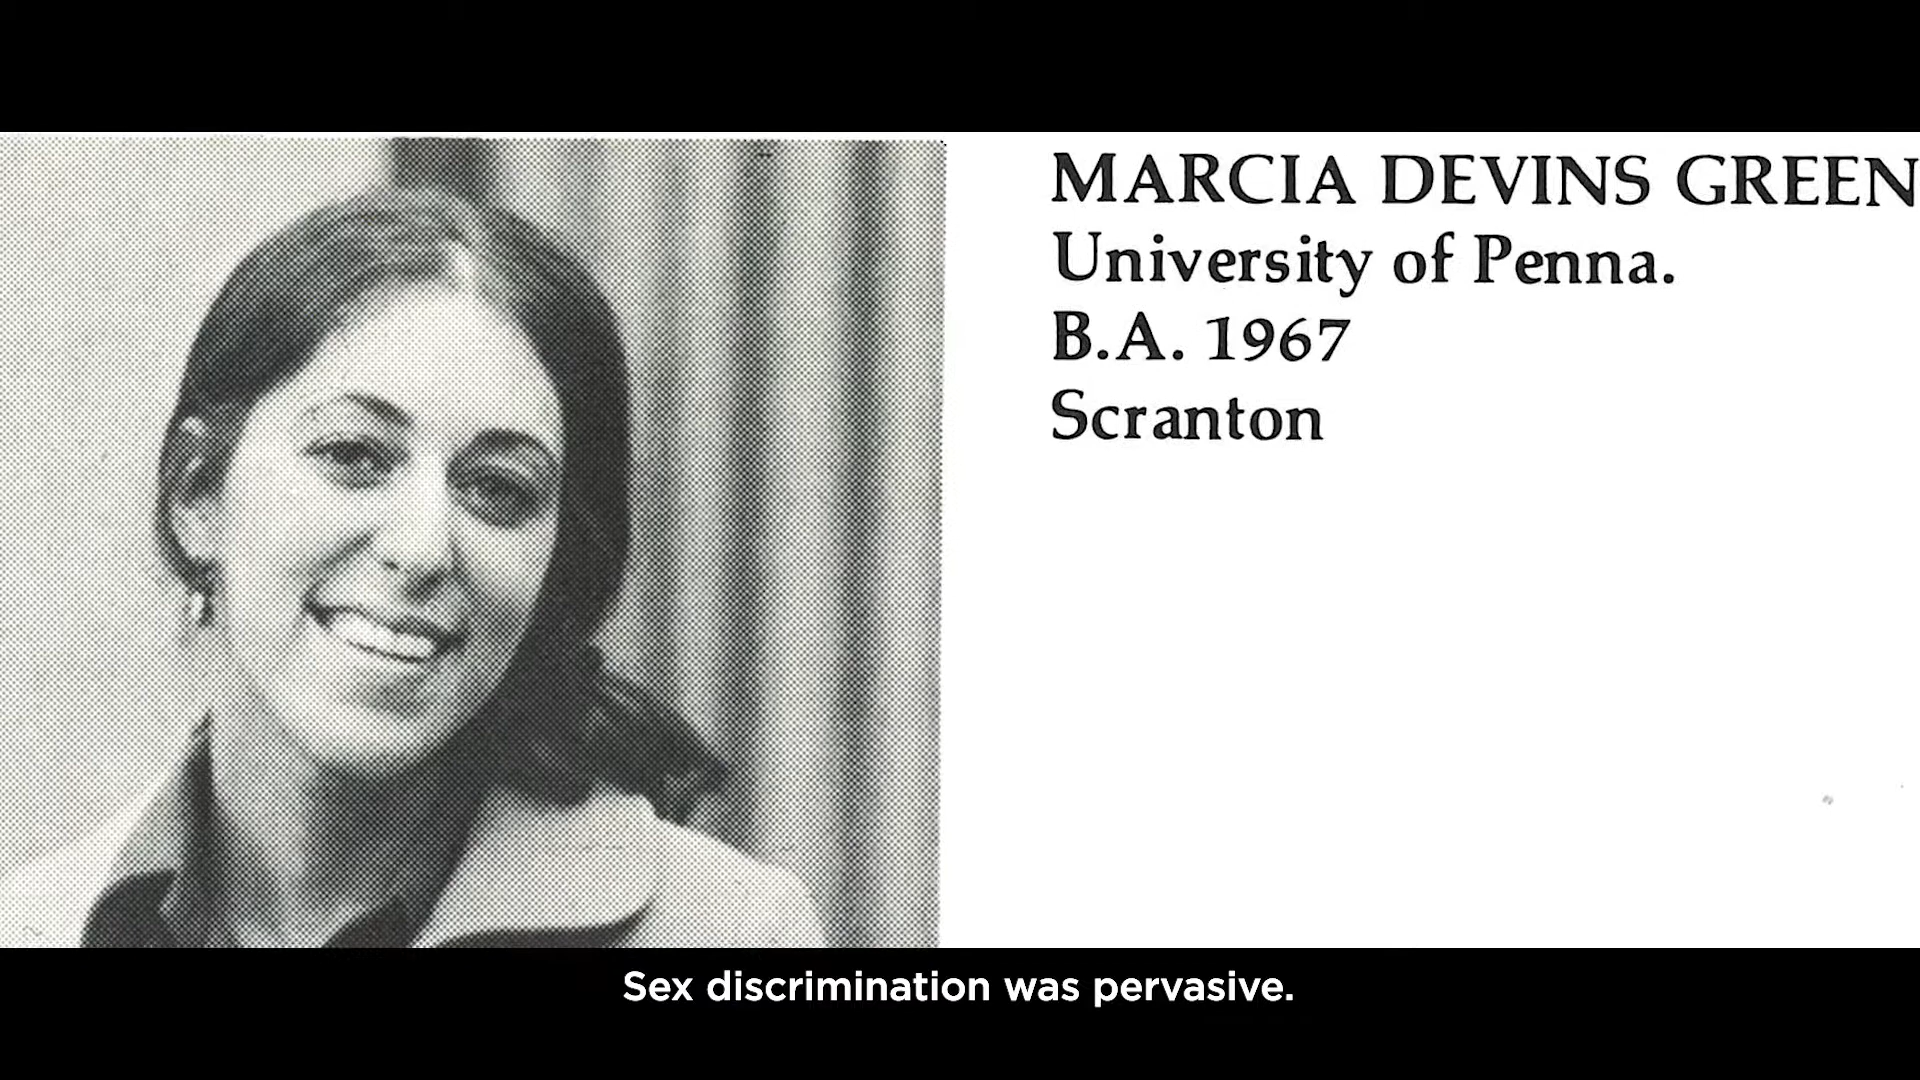 MARCIA DEVINS GREEN
University of Penna.
B.A. 1967
Scranton
Sex discrimination was pervasive.